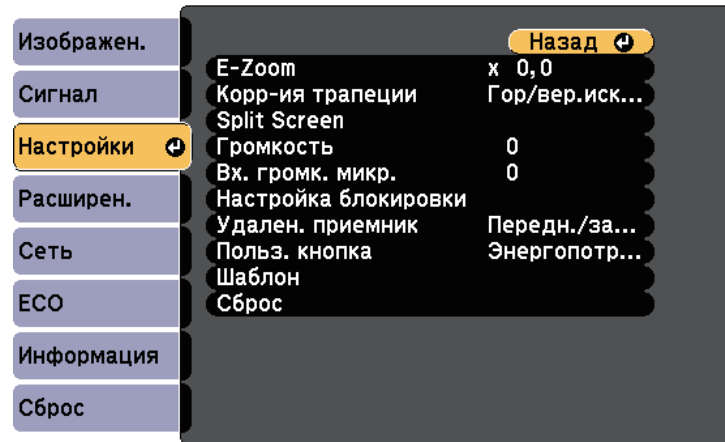 Изображен.
Сигнал
Настройки
Расширен.
Сеть
ECO
Информация
Сброс
Назад
E-Zoom x 0,0
Корр-ия трапеции Гор/вер.иск...
Split Screen
Громкость 0
Вх. громк. микр. 0
Настройка блокировки
Удален. приемник Передн./за...
Польз. кнопка Энергопотр...
Шаблон
Сброс